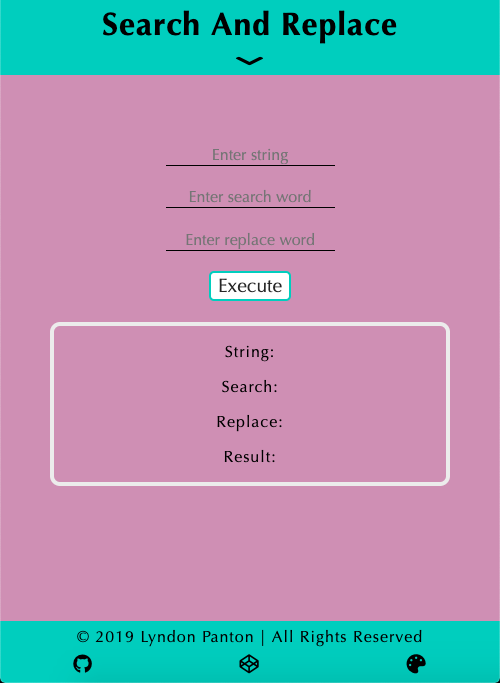 Search And Replace
Enter string
Enter search word
Enter replace word
Execute
String:
Search:
Replace:
Result:
© 2019 Lyndon Panton | All Rights Reserved